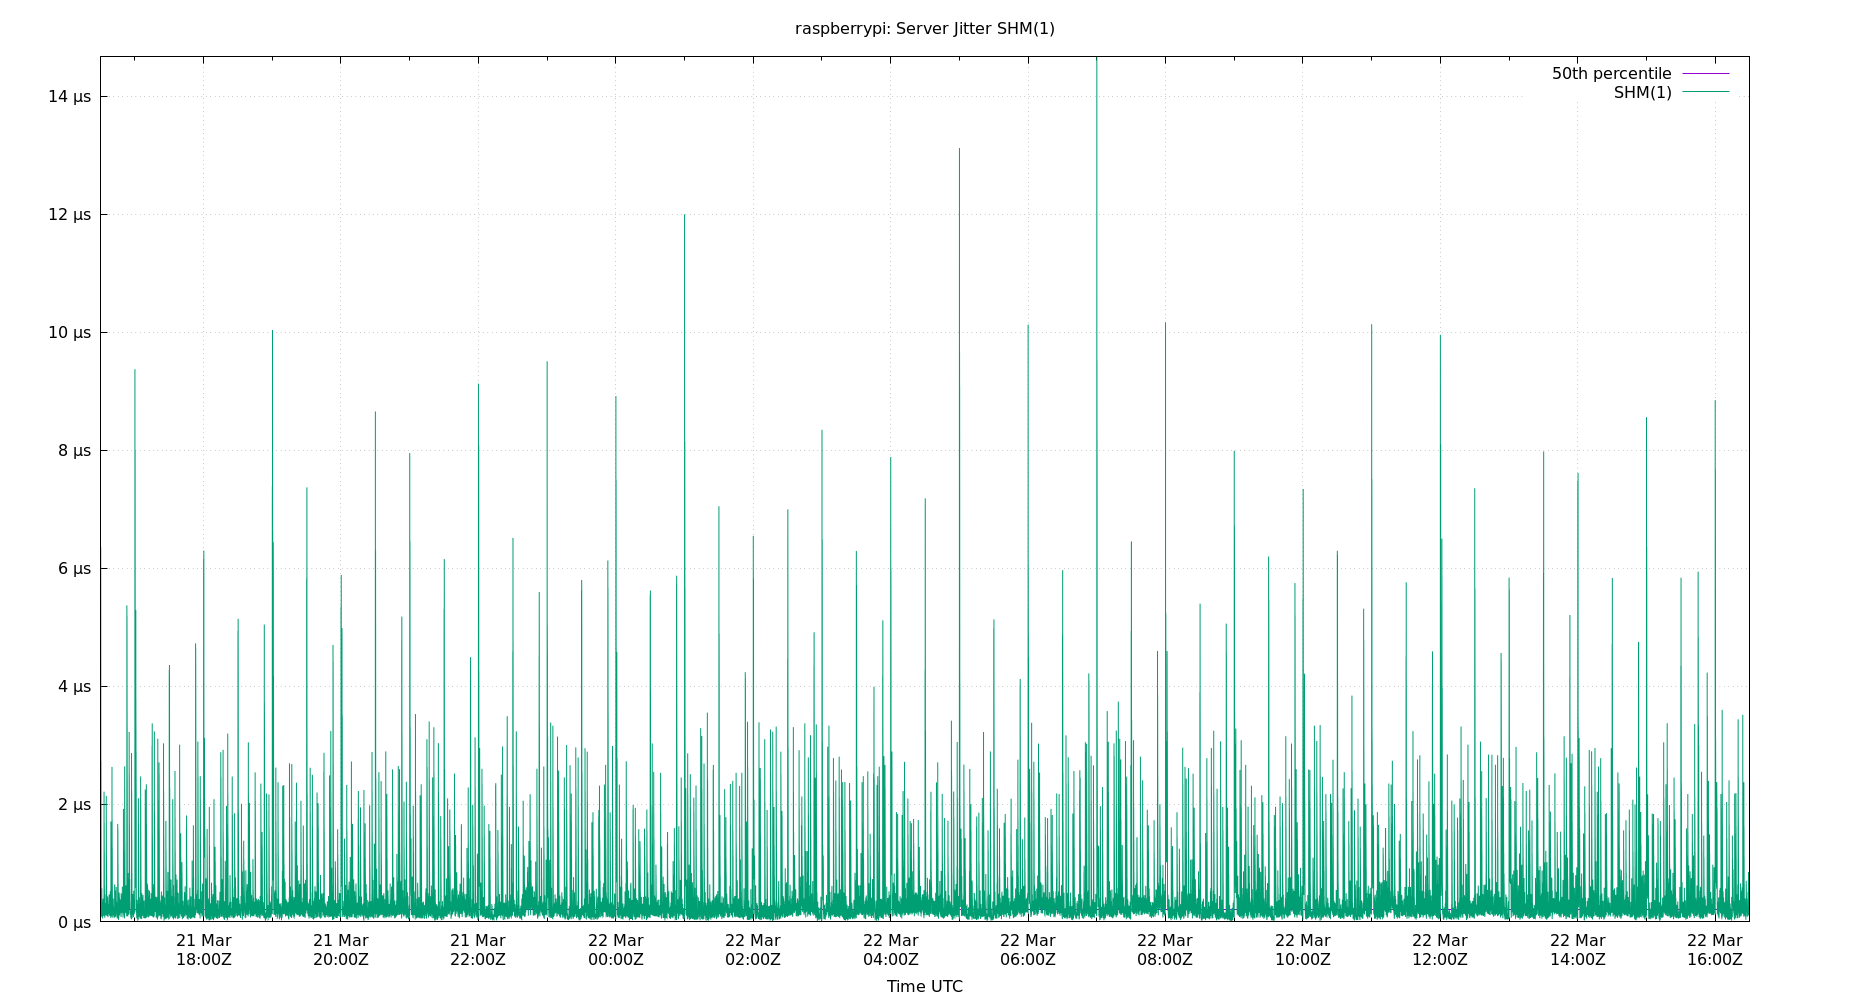 raspberrypi: Server Jitter SHM(1)
50th percentile
SHM(1)
14 µs
12 µs
10 µs
8 µs
6 µs
4 µs
2 µs
0 µs
21 Mar 21 Mar 21 Mar 22 Mar 22 Mar 22 Mar 22 Mar 22 Mar 22 Mar 22 Mar 22 Mar 22 Mar
18:00Z 20:00Z 22:00Z 00:00Z 02:00Z 04:00Z 06:00Z 08:00Z 10:00Z 12:00Z 14:00Z 16:00Z
Time UTC